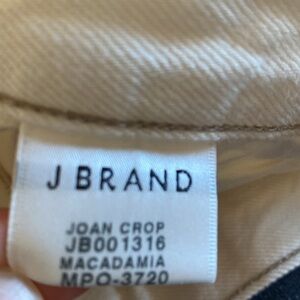 J BRAND
JOAN CROP
JB001316
MACADAMIA
MPO-3720